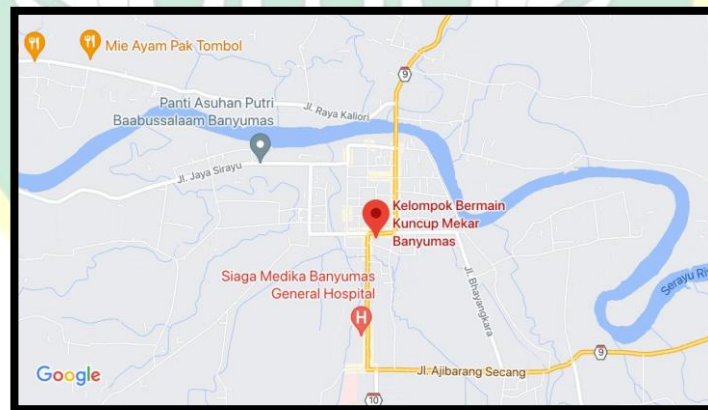 Mie Ayam Pak Tombol
9
Panti Asuhan Putri
Baabussalaam Banyumas
Jl. Raya Kaliori
Jl. Jaya Sirayu
Kelompok Bermain
Kuncup Mekar
Banyumas
Siaga Medika Banyumas
General Hospital
H
Jl. Bhayangkara
Serayu Ri
9
Google
Jl. Ajibarang Secang
10